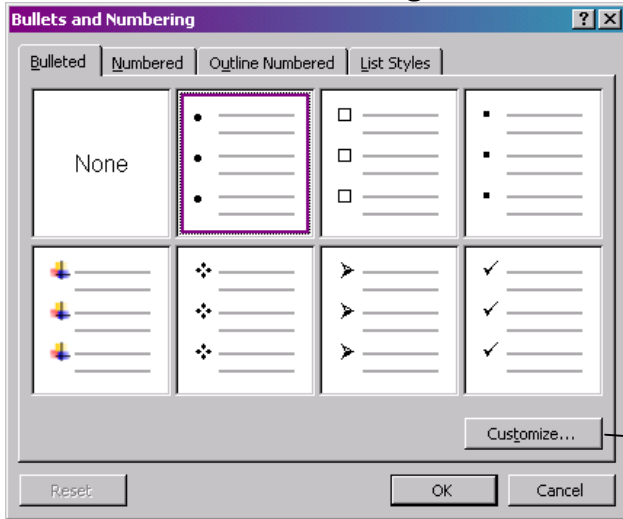 Bullets and Numbering
Bulleted Numbered Outline Numbered List Styles
None
Customize...
Reset OK Cancel